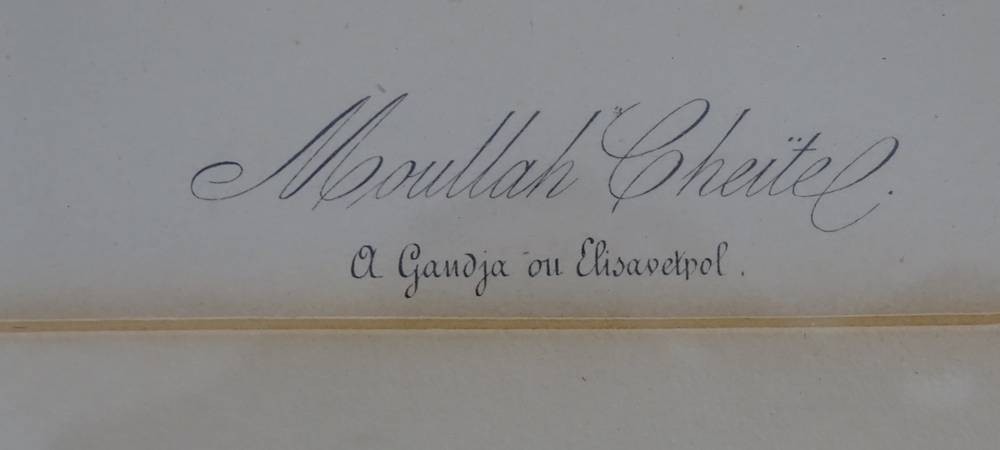 Moullah Cheïtel.
A Gandja ou Elisavetpol.